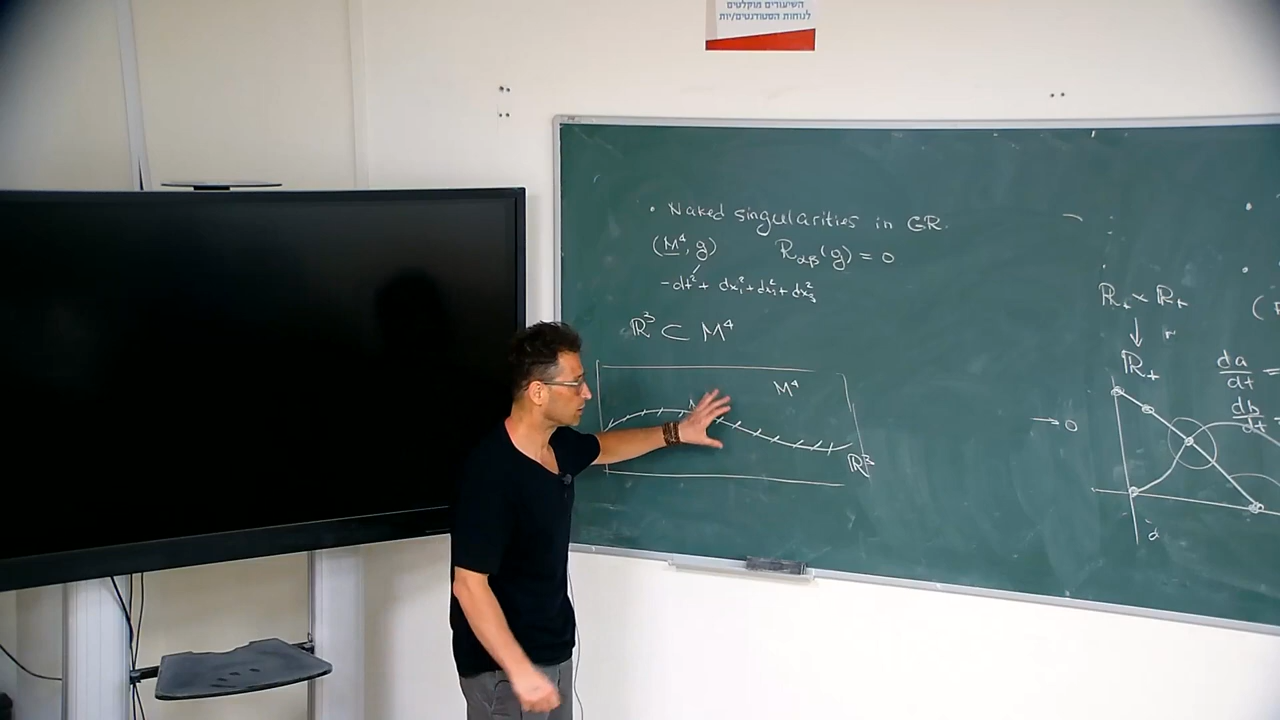 השיעורים מוקלטים
לנוחות הסטודנטים/יות
• Naked singularities in GR.
(M⁴, g) R_αβ(g) = 0
-dt² + dx₁² + dx₂² + dx₃²
ℝ³ ⊂ M⁴
M⁴
ℝ³
→ 0
ℝ₊ × ℝ₊
↓ r
ℝ₊
da/dt =
db/dt
α